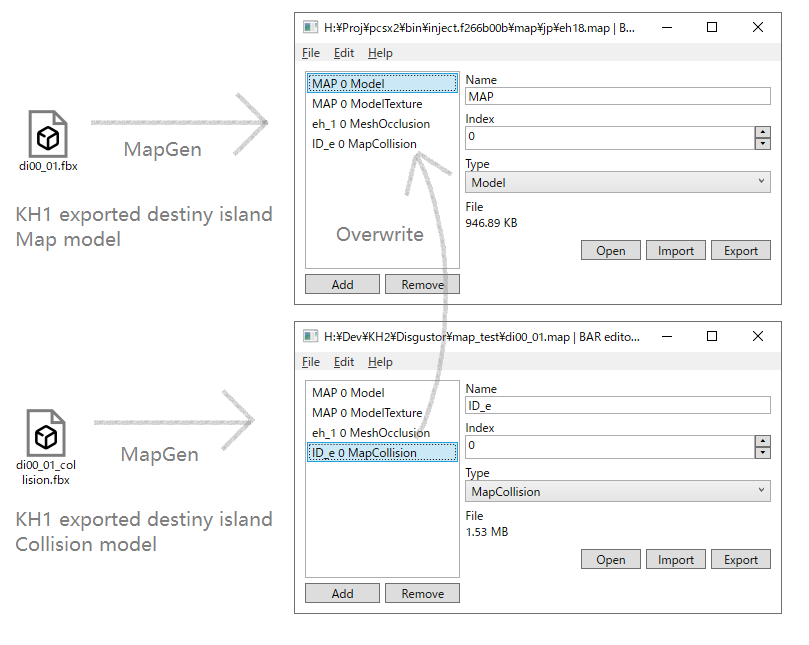 H:¥Proj¥pcsx2¥bin¥inject.f266b00b¥map¥jp¥eh18.map | B...
File Edit Help
MAP 0 Model
MAP 0 ModelTexture
eh_1 0 MeshOcclusion
ID_e 0 MapCollision
Name
MAP
Index
0
Type
Model
File
946.89 KB
Open Import Export
Add Remove
di00_01.fbx
MapGen
KH1 exported destiny island
Map model
Overwrite
H:¥Dev¥KH2¥Disgustor¥map_test¥di00_01.map | BAR edito...
File Edit Help
MAP 0 Model
MAP 0 ModelTexture
eh_1 0 MeshOcclusion
ID_e 0 MapCollision
Name
ID_e
Index
0
Type
MapCollision
File
1.53 MB
Open Import Export
Add Remove
di00_01_col
lision.fbx
MapGen
KH1 exported destiny island
Collision model